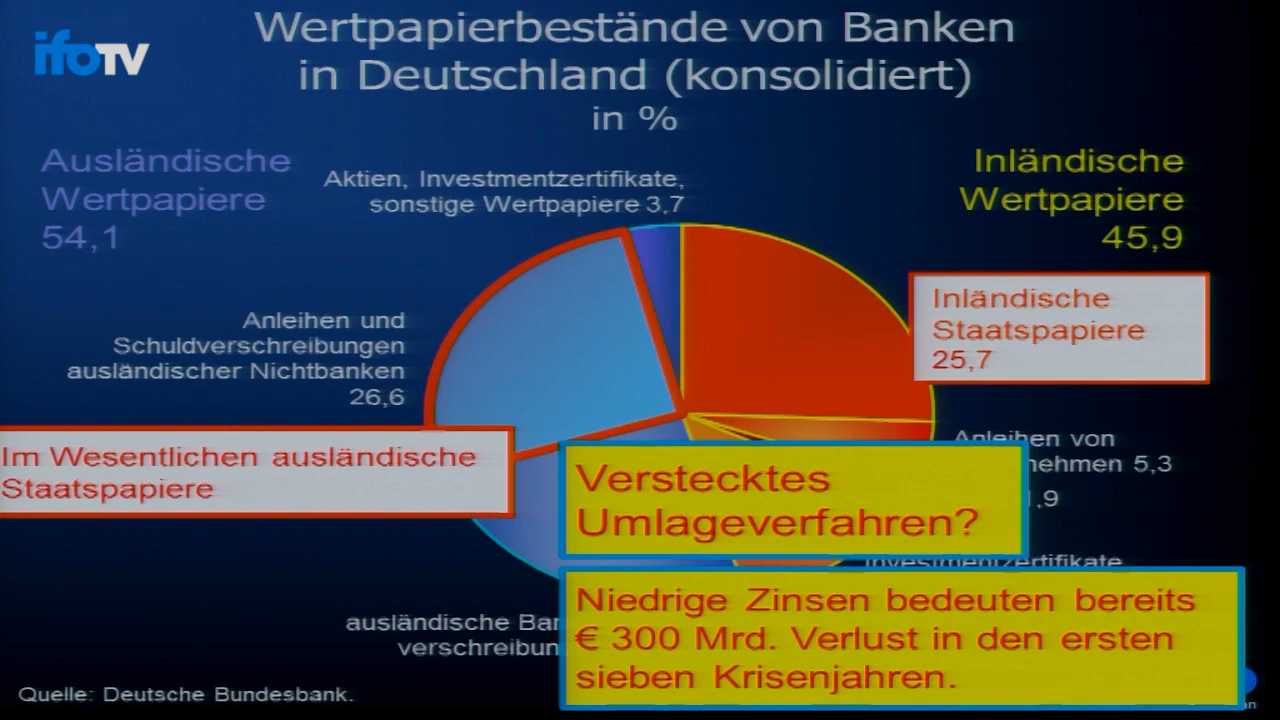 ifoTV
Wertpapierbestände von Banken
in Deutschland (konsolidiert)
in %
Ausländische
Wertpapiere
54,1
Aktien, Investmentzertifikate,
sonstige Wertpapiere 3,7
Inländische
Wertpapiere
45,9
Anleihen und
Schuldverschreibungen
ausländischer Nichtbanken
26,6
Inländische
Staatspapiere
25,7
Im Wesentlichen ausländische
Staatspapiere
Anleihen von
nehmen 5,3
,9
Verstecktes
Umlageverfahren?
Investmentzertifikate,
Niedrige Zinsen bedeuten bereits
€ 300 Mrd. Verlust in den ersten
sieben Krisenjahren.
ausländische
Quelle: Deutsche Bundesbank.